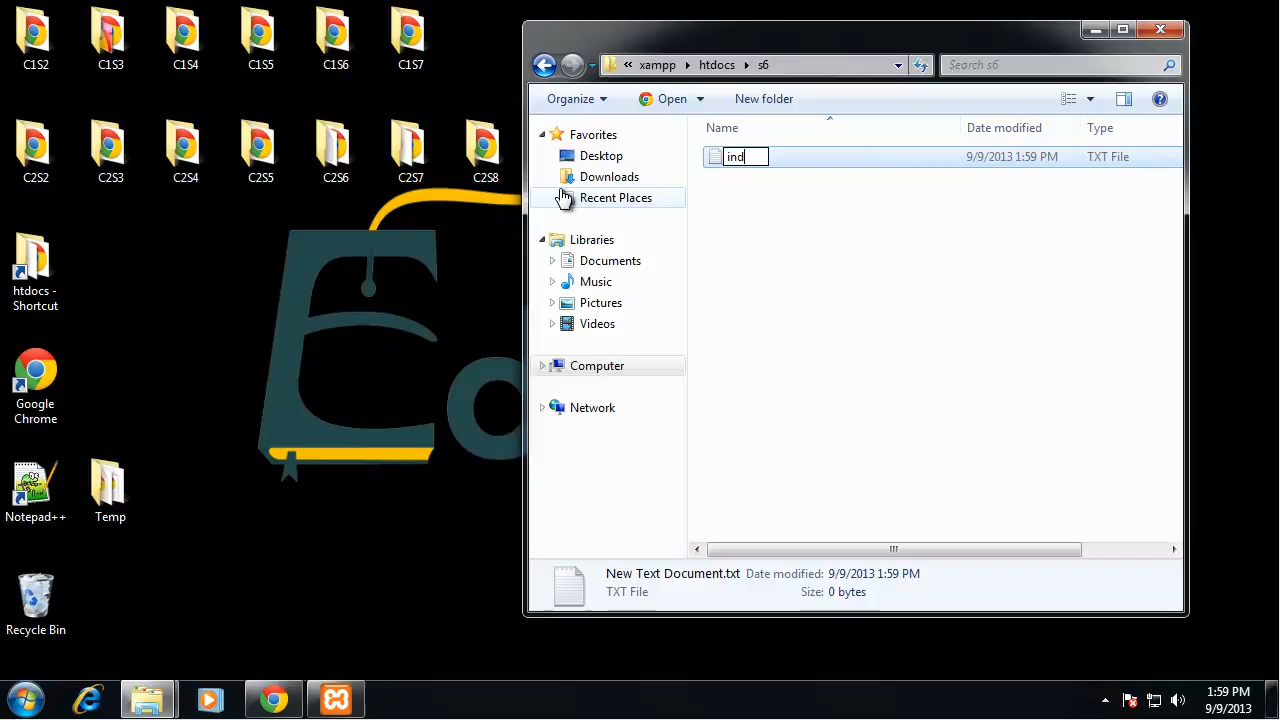 C1S2
C1S3
C1S4
C1S5
C1S6
C1S7
C2S2
C2S3
C2S4
C2S5
C2S6
C2S7
C2S8
htdocs -
Shortcut
Google
Chrome
Notepad++
Temp
Recycle Bin
« xampp htdocs s6
Search s6
Organize Open New folder
Favorites
Desktop
Downloads
Recent Places
Libraries
Documents
Music
Pictures
Videos
Computer
Network
Name Date modified Type
ind 9/9/2013 1:59 PM TXT File
New Text Document.txt Date modified: 9/9/2013 1:59 PM
TXT File Size: 0 bytes
1:59 PM
9/9/2013